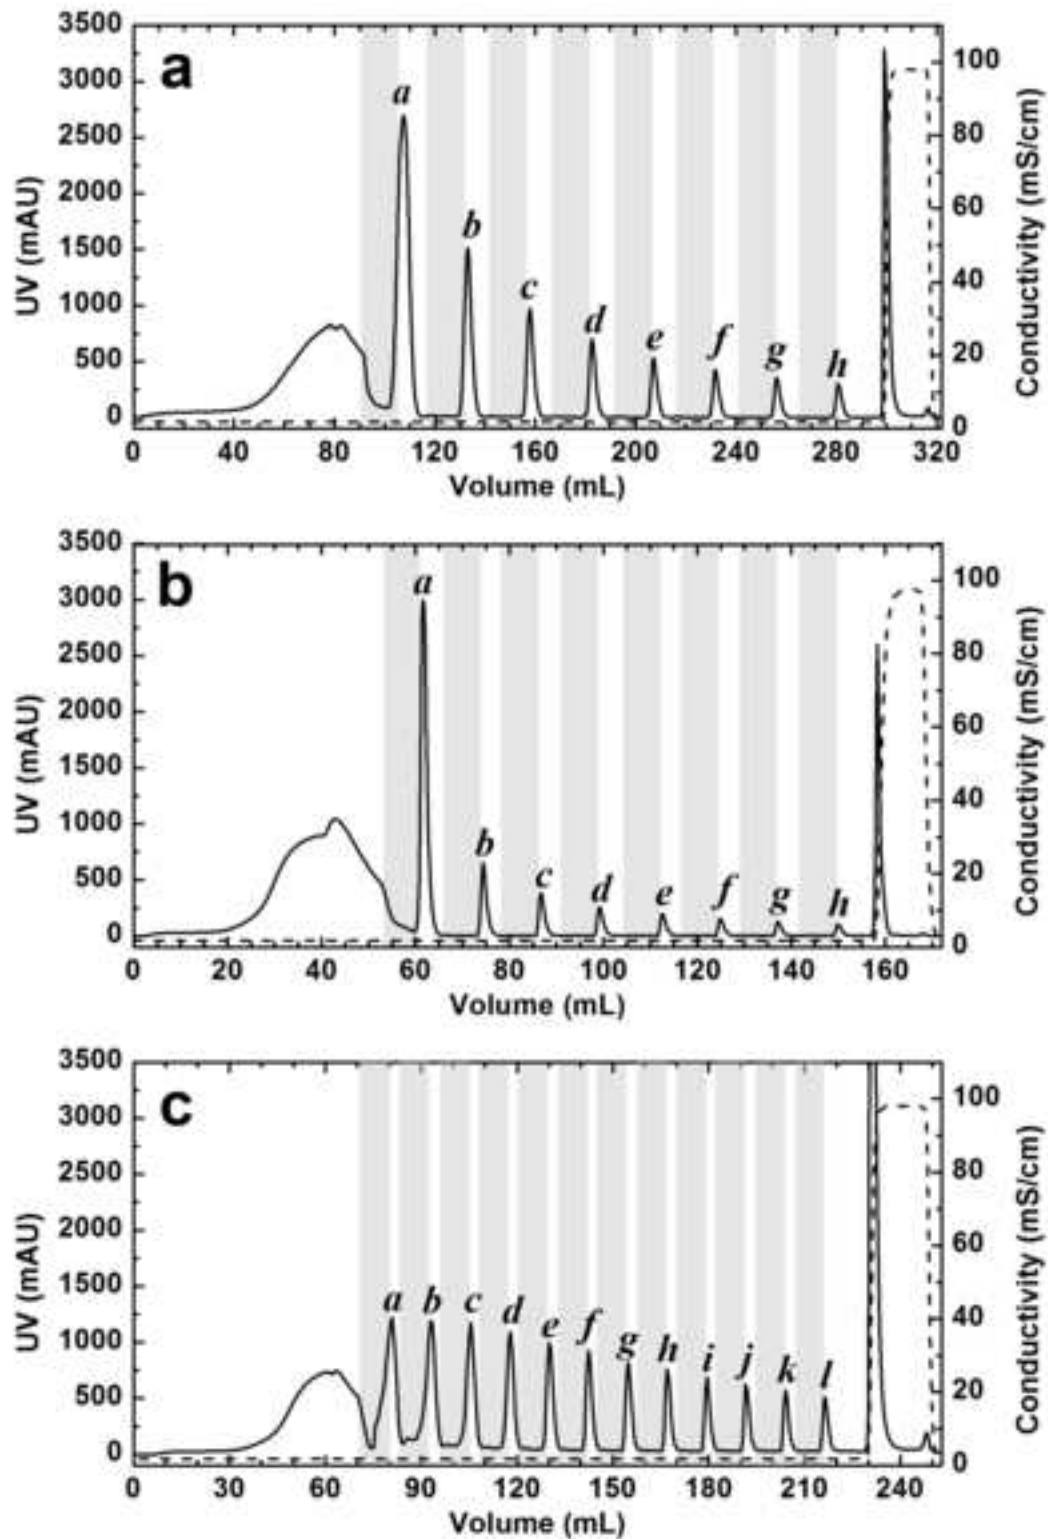 a
3500
3000
2500
2000
1500
1000
500
0
UV (mAU)
a
b
c
d
e
f
g
h
100
80
60
40
20
0
Conductivity (mS/cm)
0 40 80 120 160 200 240 280 320
Volume (mL)
b
3500
3000
2500
2000
1500
1000
500
0
UV (mAU)
a
b
c
d
e
f
g
h
100
80
60
40
20
0
Conductivity (mS/cm)
0 20 40 60 80 100 120 140 160
Volume (mL)
c
3500
3000
2500
2000
1500
1000
500
0
UV (mAU)
a
b
c
d
e
f
g
h
i
j
k
l
100
80
60
40
20
0
Conductivity (mS/cm)
0 30 60 90 120 150 180 210 240
Volume (mL)